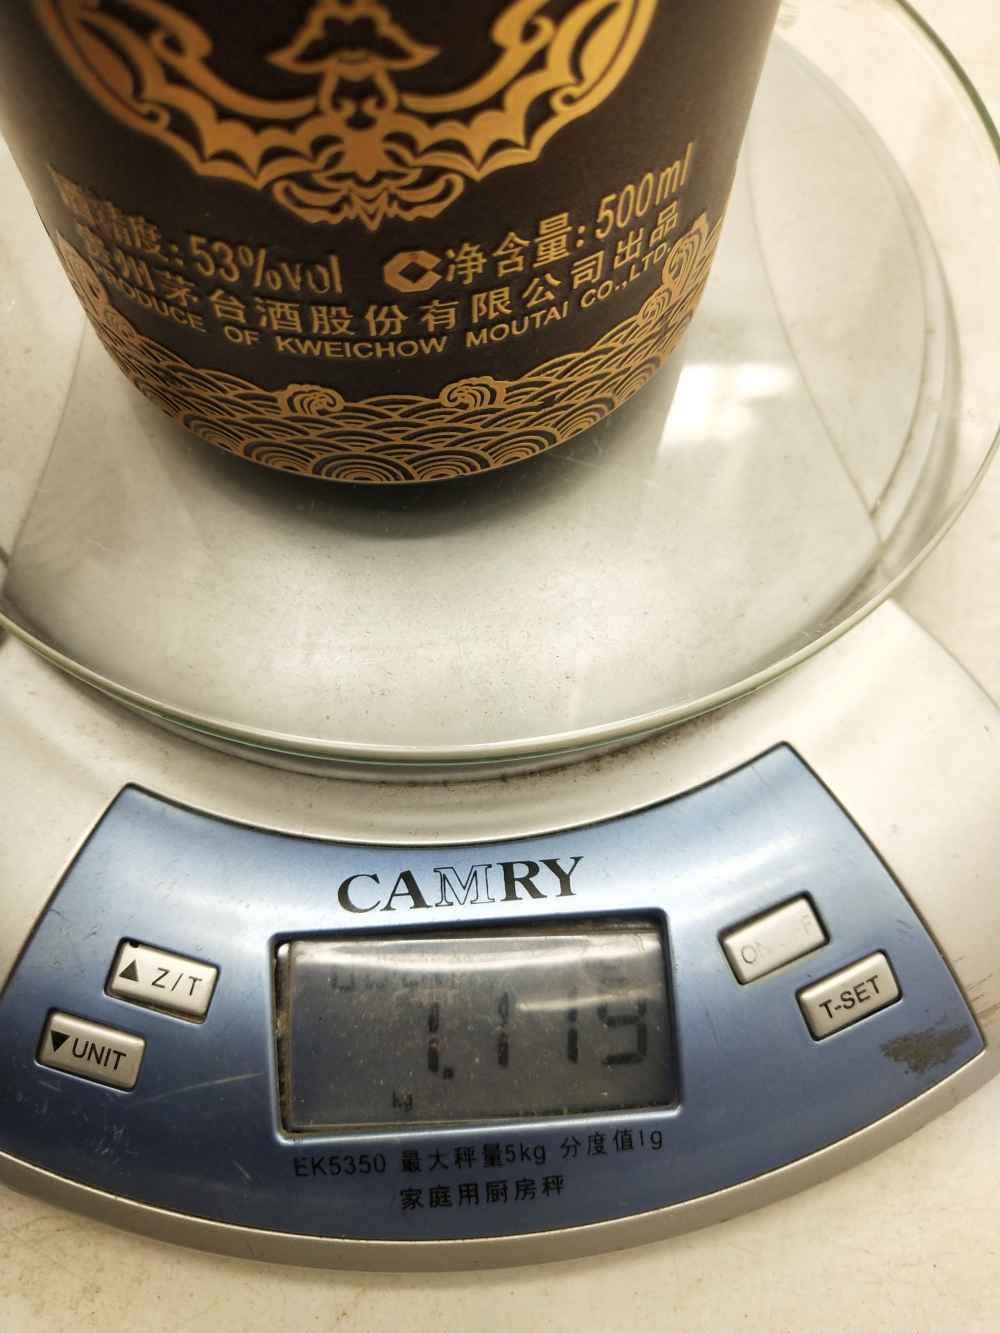 酒精度: 53%vol 净含量: 500ml
贵州茅台酒股份有限公司出品
PRODUCE OF KWEICHOW MOUTAI CO.,LTD.
CAMRY
▲ Z/T
▼UNIT
T-SET
1.119
kg
EK5350 最大秤量5kg 分度值1g
家庭用厨房秤